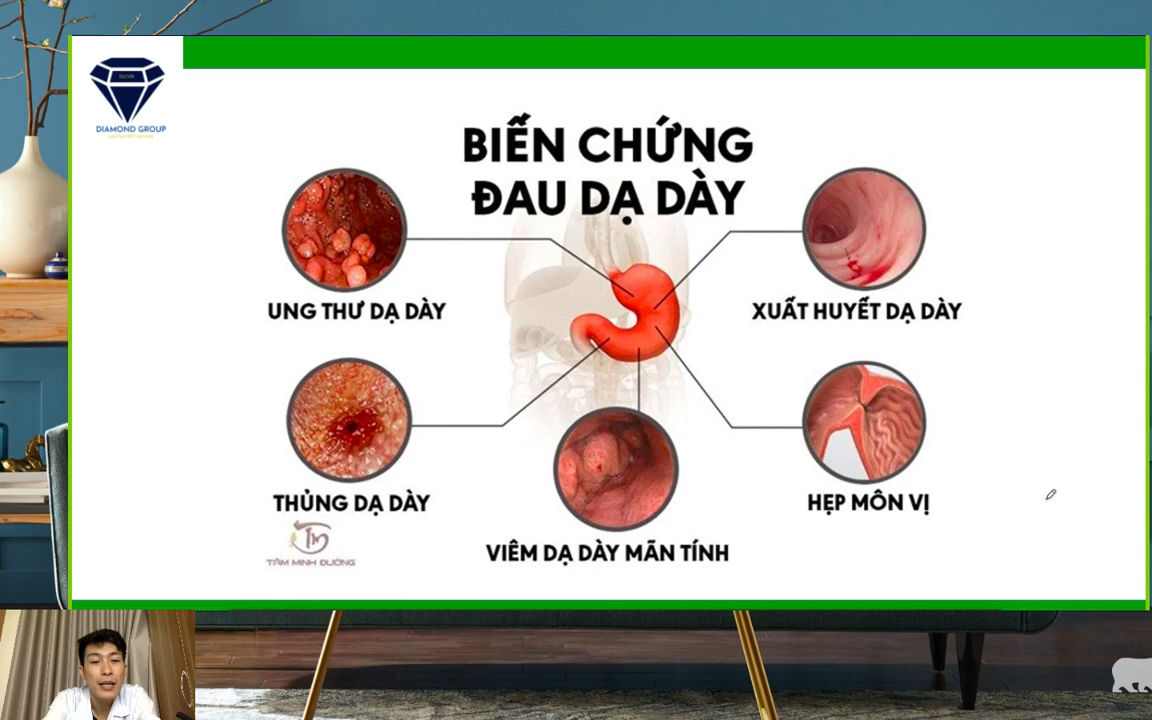 DIAMOND GROUP
BIẾN CHỨNG
ĐAU DẠ DÀY
UNG THƯ DẠ DÀY
XUẤT HUYẾT DẠ DÀY
THỦNG DẠ DÀY
HẸP MÔN VỊ
VIÊM DẠ DÀY MÃN TÍNH
TÂM MINH ĐƯỜNG